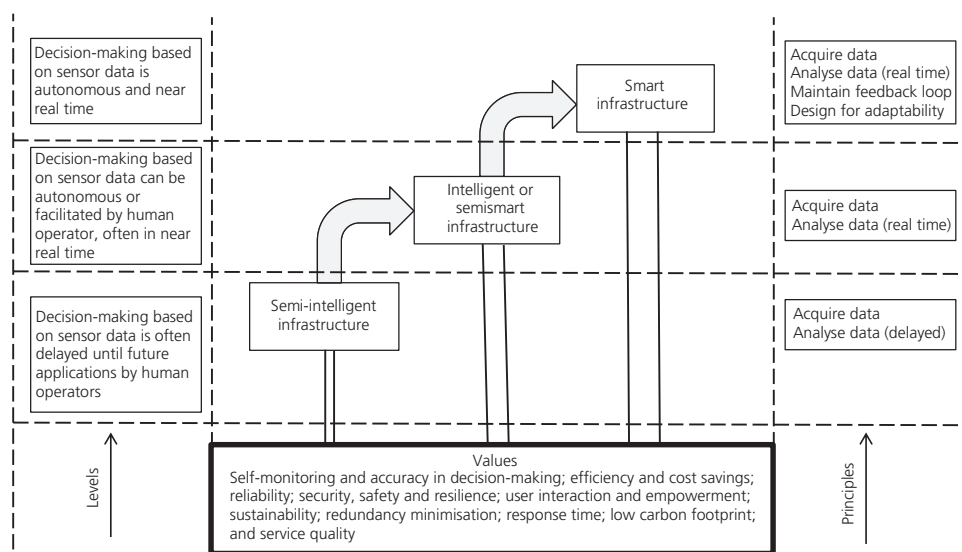 Decision-making based
on sensor data is
autonomous and near
real time
Smart
infrastructure
Acquire data
Analyse data (real time)
Maintain feedback loop
Design for adaptability
Decision-making based
on sensor data can be
autonomous or
facilitated by human
operator, often in near
real time
Intelligent or
semismart
infrastructure
Acquire data
Analyse data (real time)
Decision-making based
on sensor data is often
delayed until future
applications by human
operators
Semi-intelligent
infrastructure
Acquire data
Analyse data (delayed)
Levels
Values
Self-monitoring and accuracy in decision-making; efficiency and cost savings;
reliability; security, safety and resilience; user interaction and empowerment;
sustainability; redundancy minimisation; response time; low carbon footprint;
and service quality
Principles